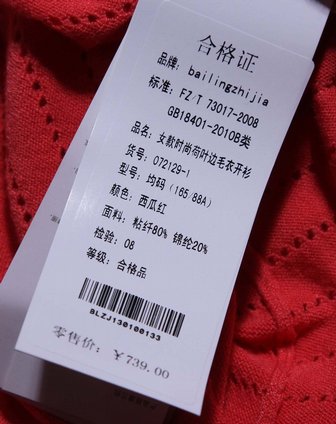 合格证
品牌: bailingzhijia
标准: FZ/T 73017-2008
GB18401-2010B类
品名: 女款时尚荷叶边毛衣开衫
货号: 072129-1
型号: 均码 (165/88A)
颜色: 西瓜红
面料: 粘纤80% 锦纶20%
检验: 08
等级: 合格品
BLZJ130100133
零售价: ￥739.00